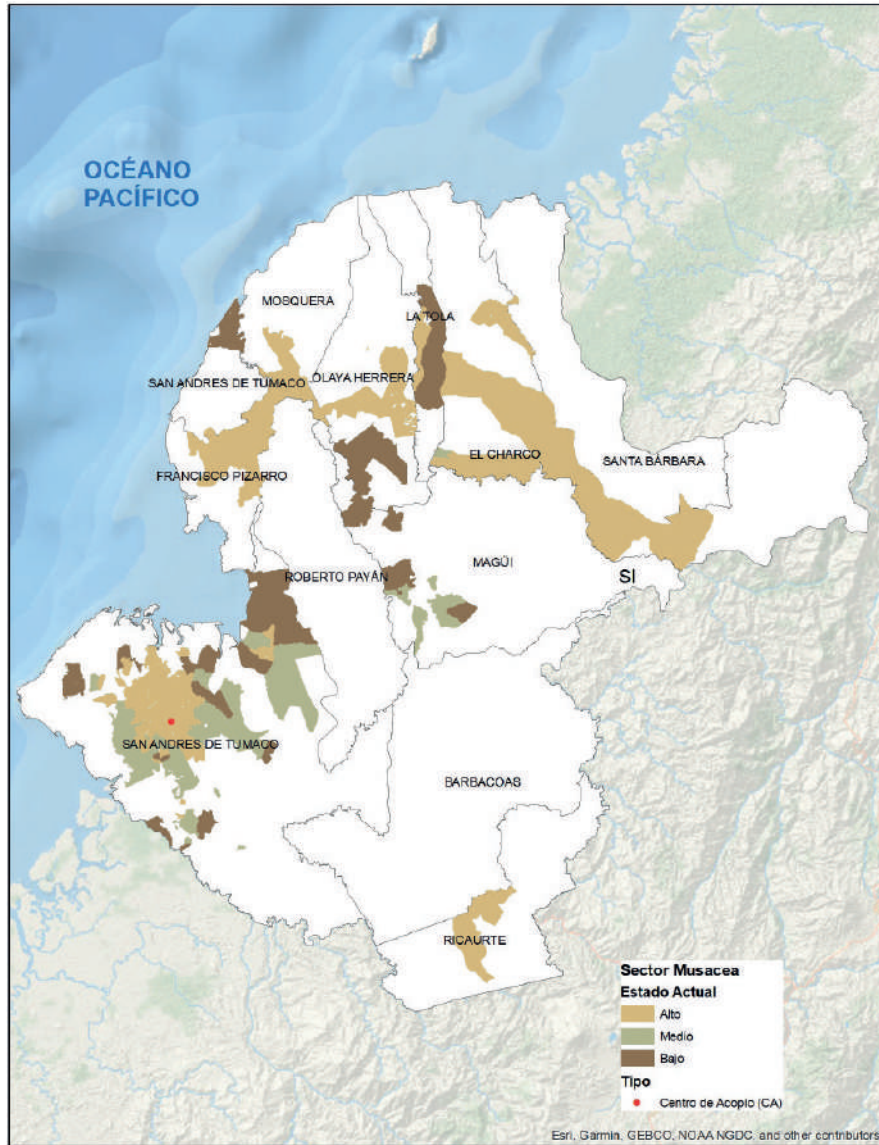 OCÉANO
PACÍFICO
MOSQUERA
LA TOLA
SAN ANDRES DE TUMACO
OLAYA HERRERA
EL CHARCO
SANTA BÁRBARA
FRANCISCO PIZARRO
MAGÜI
SI
ROBERTO PAYÁN
SAN ANDRES DE TUMACO
BARBACOAS
RICAURTE
Sector Musacea
Estado Actual
Alto
Medio
Bajo
Tipo
Centro de Acopio (CA)
Esri, Garmin, GEBCO, NOAA NGDC, and other contributors